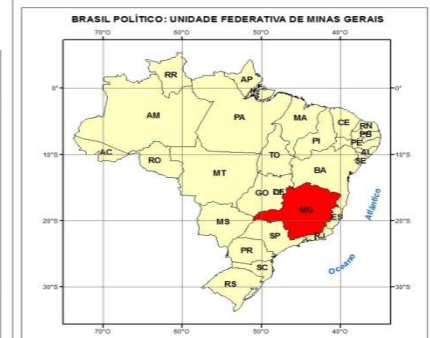 BRASIL POLÍTICO: UNIDADE FEDERATIVA DE MINAS GERAIS
70°O 60°O 50°O 40°O
RR AP
0° 0°
AM PA MA CE RN
PB
PI PE
AC TO AL
10°S 10°S
RO SE
MT BA
GO DF
MG
MS ES
20°S 20°S
SP RJ
Oceano Atlântico
PR
SC
RS
30°S 30°S
70°O 60°O 50°O 40°O